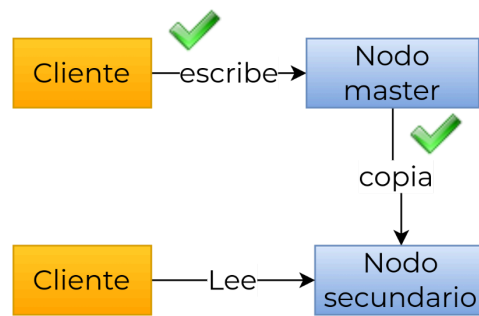 Cliente
escribe
Nodo
master
copia
Cliente
Lee
Nodo
secundario